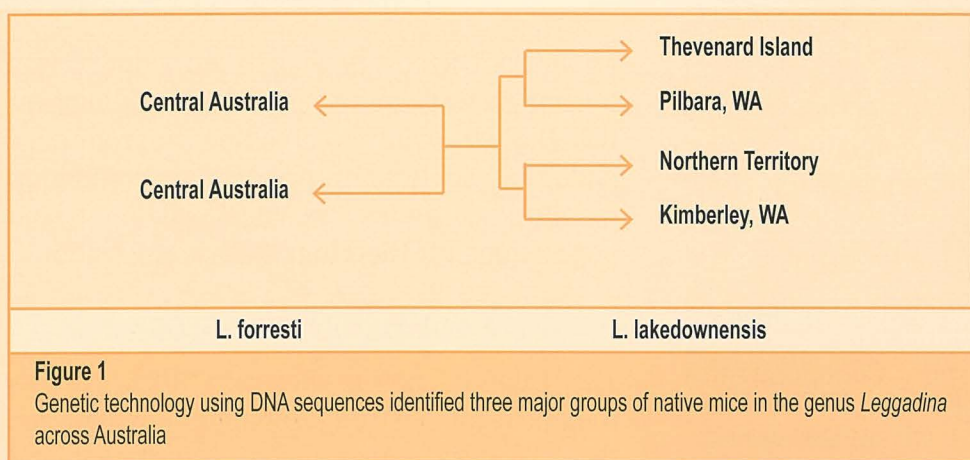 Thevenard Island
Central Australia
Pilbara, WA
Northern Territory
Central Australia
Kimberley, WA
L. forresti
L. lakedownensis
Figure 1
Genetic technology using DNA sequences identified three major groups of native mice in the genus Leggadina
across Australia